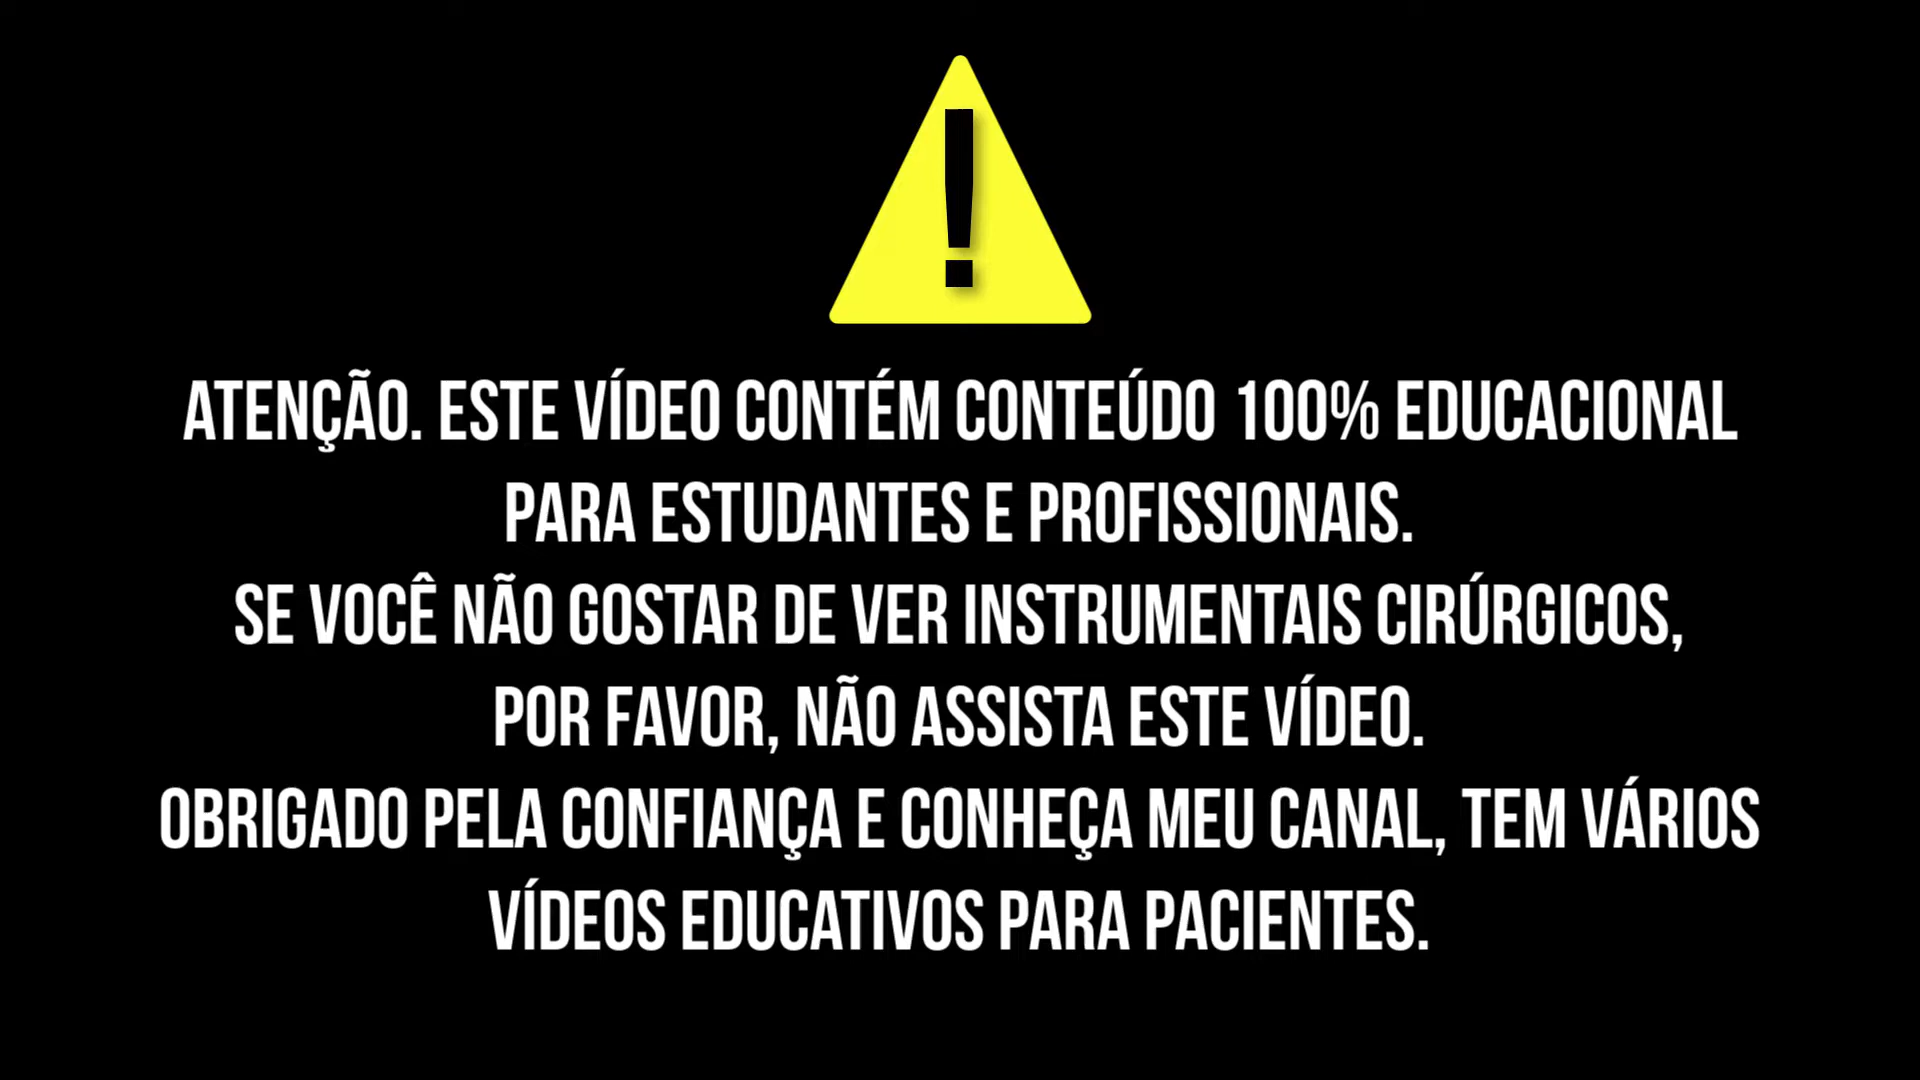 !
ATENÇÃO. ESTE VÍDEO CONTÉM CONTEÚDO 100% EDUCACIONAL
PARA ESTUDANTES E PROFISSIONAIS.
SE VOCÊ NÃO GOSTAR DE VER INSTRUMENTAIS CIRÚRGICOS,
POR FAVOR, NÃO ASSISTA ESTE VÍDEO.
OBRIGADO PELA CONFIANÇA E CONHEÇA MEU CANAL, TEM VÁRIOS
VÍDEOS EDUCATIVOS PARA PACIENTES.